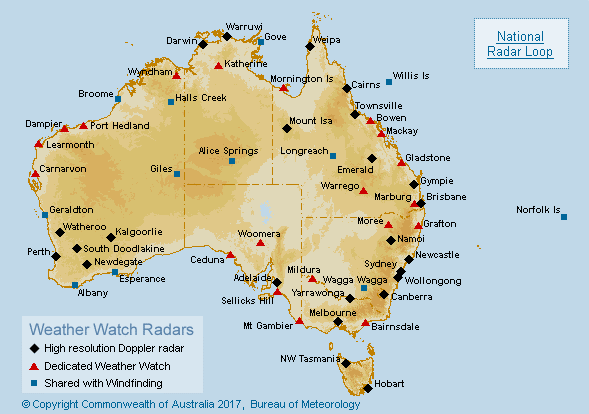 Warruwi
Darwin
Gove
Weipa
National
Radar Loop
Katherine
Wyndham
Mornington Is
Willis Is
Cairns
Broome
Halls Creek
Townsville
Bowen
Dampier
Port Hedland
Mount Isa
Mackay
Learmonth
Alice Springs
Longreach
Gladstone
Carnarvon
Giles
Emerald
Gympie
Warrego
Marburg
Brisbane
Geraldton
Norfolk Is
Watheroo
Kalgoorlie
Woomera
Moree
Grafton
Namoi
Perth
South Doodlakine
Newdegate
Ceduna
Newcastle
Esperance
Adelaide
Mildura
Sydney
Wagga Wagga
Wollongong
Albany
Sellicks Hill
Yarrawonga
Canberra
Melbourne
Mt Gambier
Bairnsdale
Weather Watch Radars
High resolution Doppler radar
Dedicated Weather Watch
Shared with Windfinding
NW Tasmania
Hobart
© Copyright Commonwealth of Australia 2017, Bureau of Meteorology